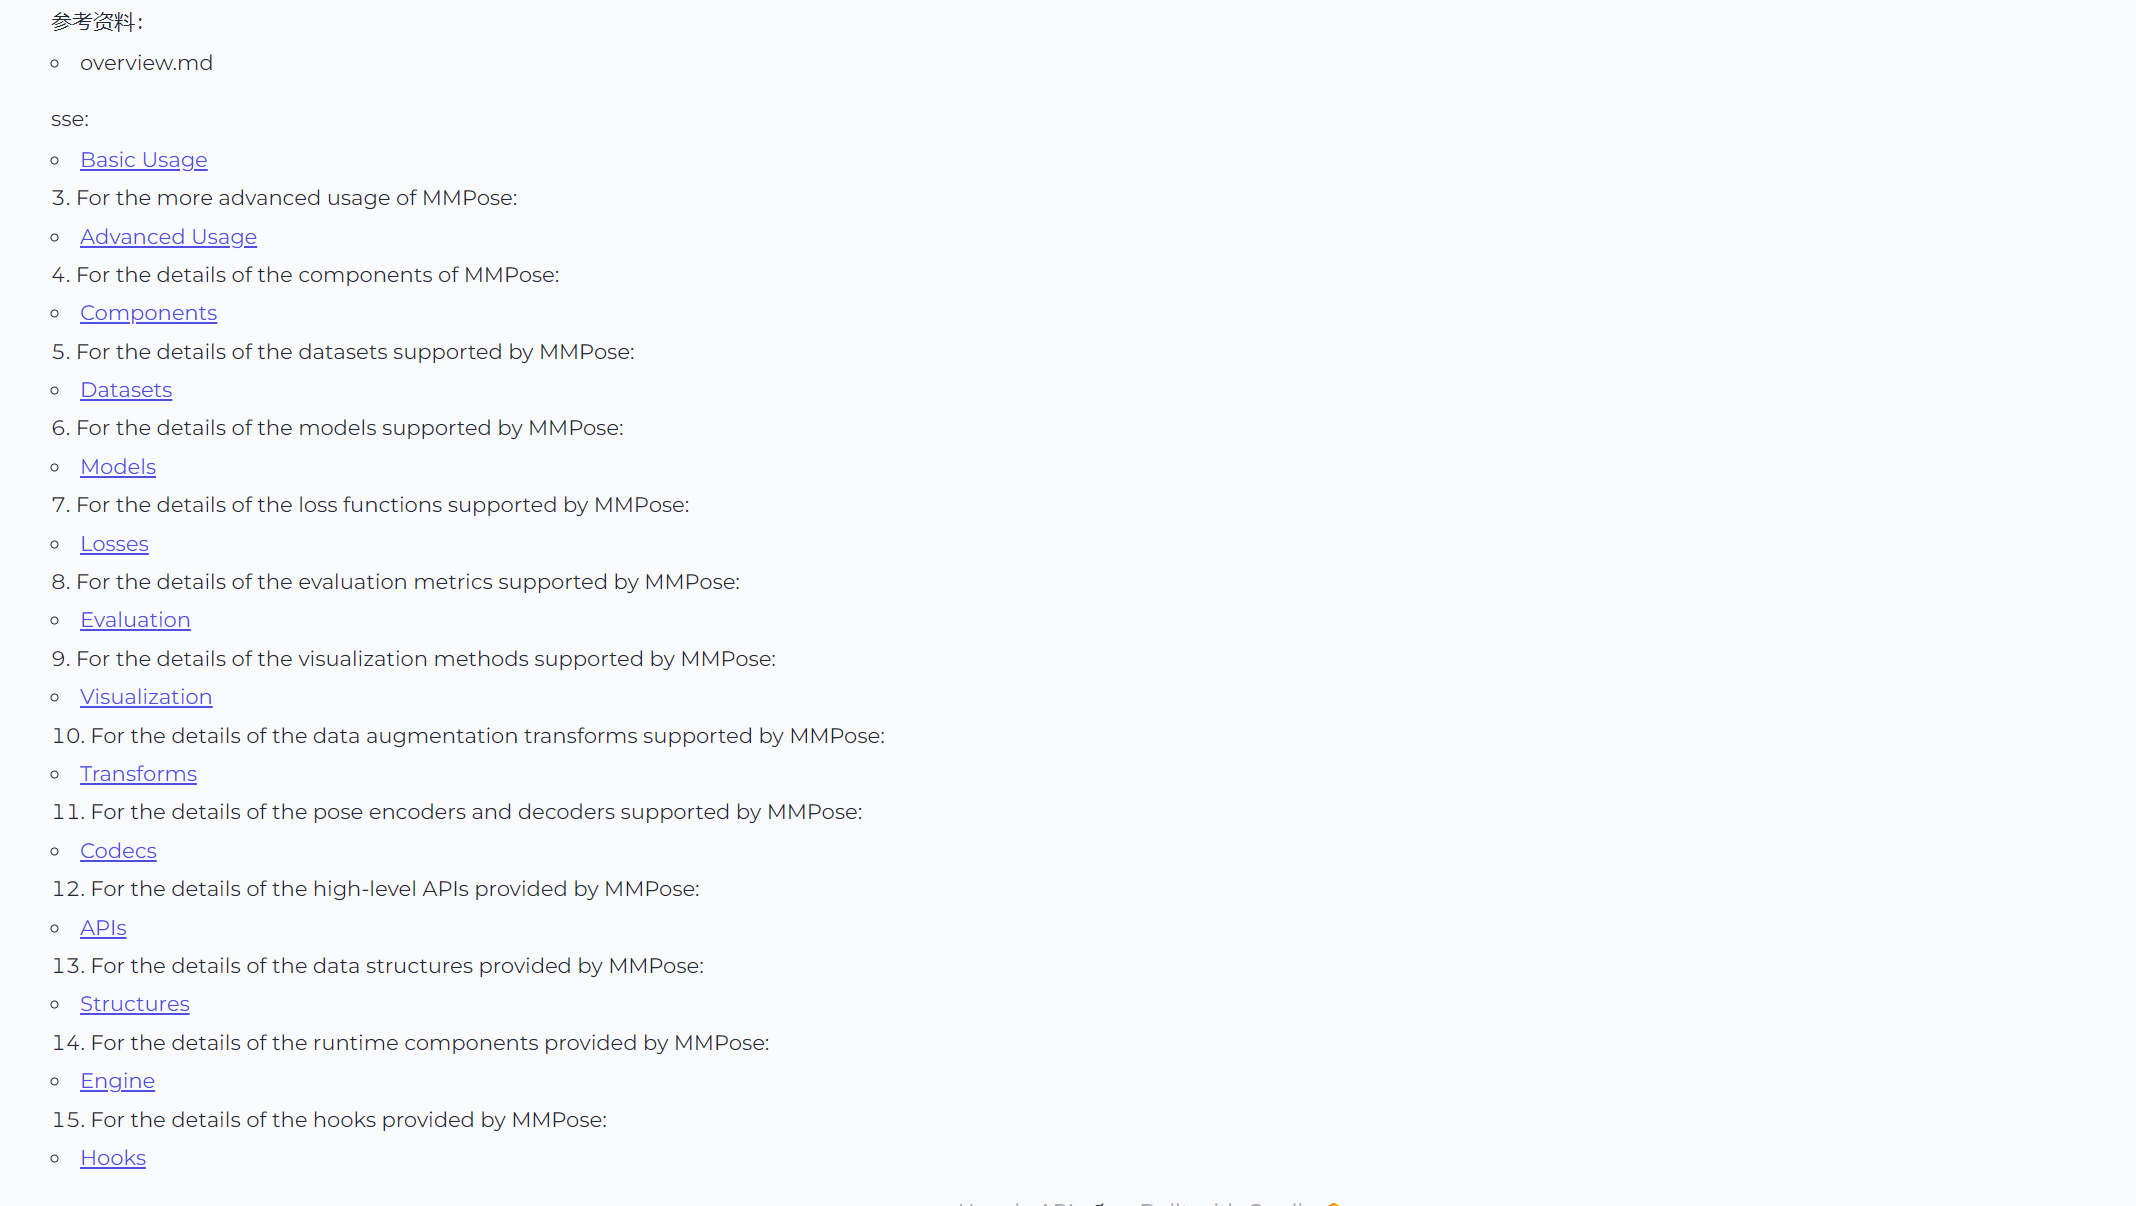 参考资料:
overview.md
sse:
Basic Usage
3. For the more advanced usage of MMPose:
Advanced Usage
4. For the details of the components of MMPose:
Components
5. For the details of the datasets supported by MMPose:
Datasets
6. For the details of the models supported by MMPose:
Models
7. For the details of the loss functions supported by MMPose:
Losses
8. For the details of the evaluation metrics supported by MMPose:
Evaluation
9. For the details of the visualization methods supported by MMPose:
Visualization
10. For the details of the data augmentation transforms supported by MMPose:
Transforms
11. For the details of the pose encoders and decoders supported by MMPose:
Codecs
12. For the details of the high-level APIs provided by MMPose:
APIs
13. For the details of the data structures provided by MMPose:
Structures
14. For the details of the runtime components provided by MMPose:
Engine
15. For the details of the hooks provided by MMPose:
Hooks